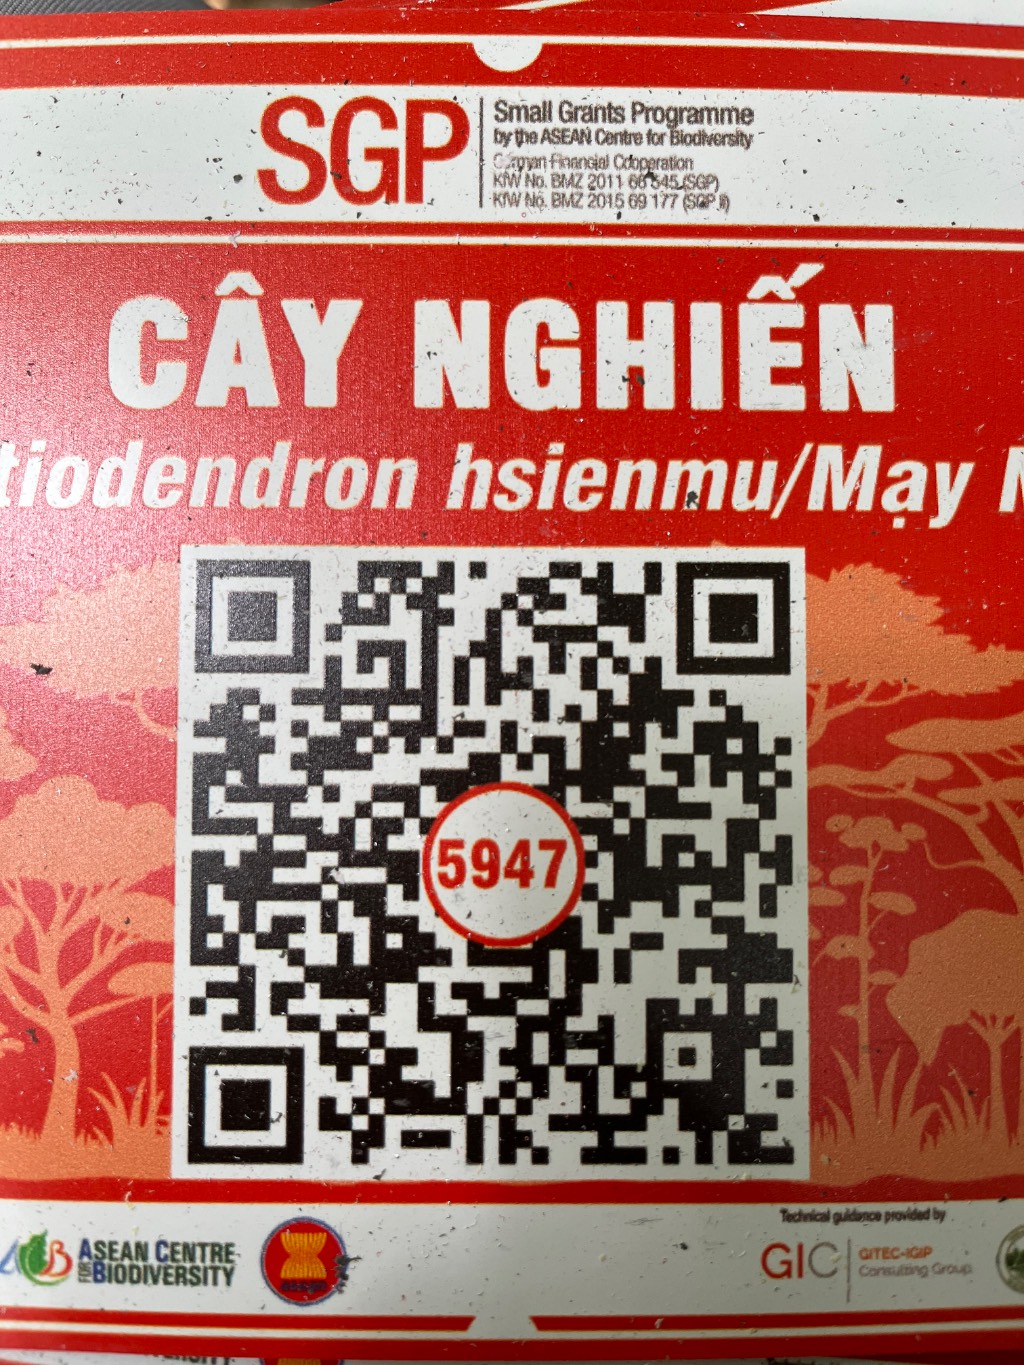 SGP
Small Grants Programme
by the ASEAN Centre for Biodiversity
German Financial Cooperation
KfW No. BMZ 2011 66 545 (SGP)
KfW No. BMZ 2015 69 177 (SGP II)
CÂY NGHIẾN
tiodendron hsienmu/Mạy N
5947
ACB
ASEAN CENTRE
FOR BIODIVERSITY
asean
Technical guidance provided by
GIC
GITEC-IGIP
Consulting Group